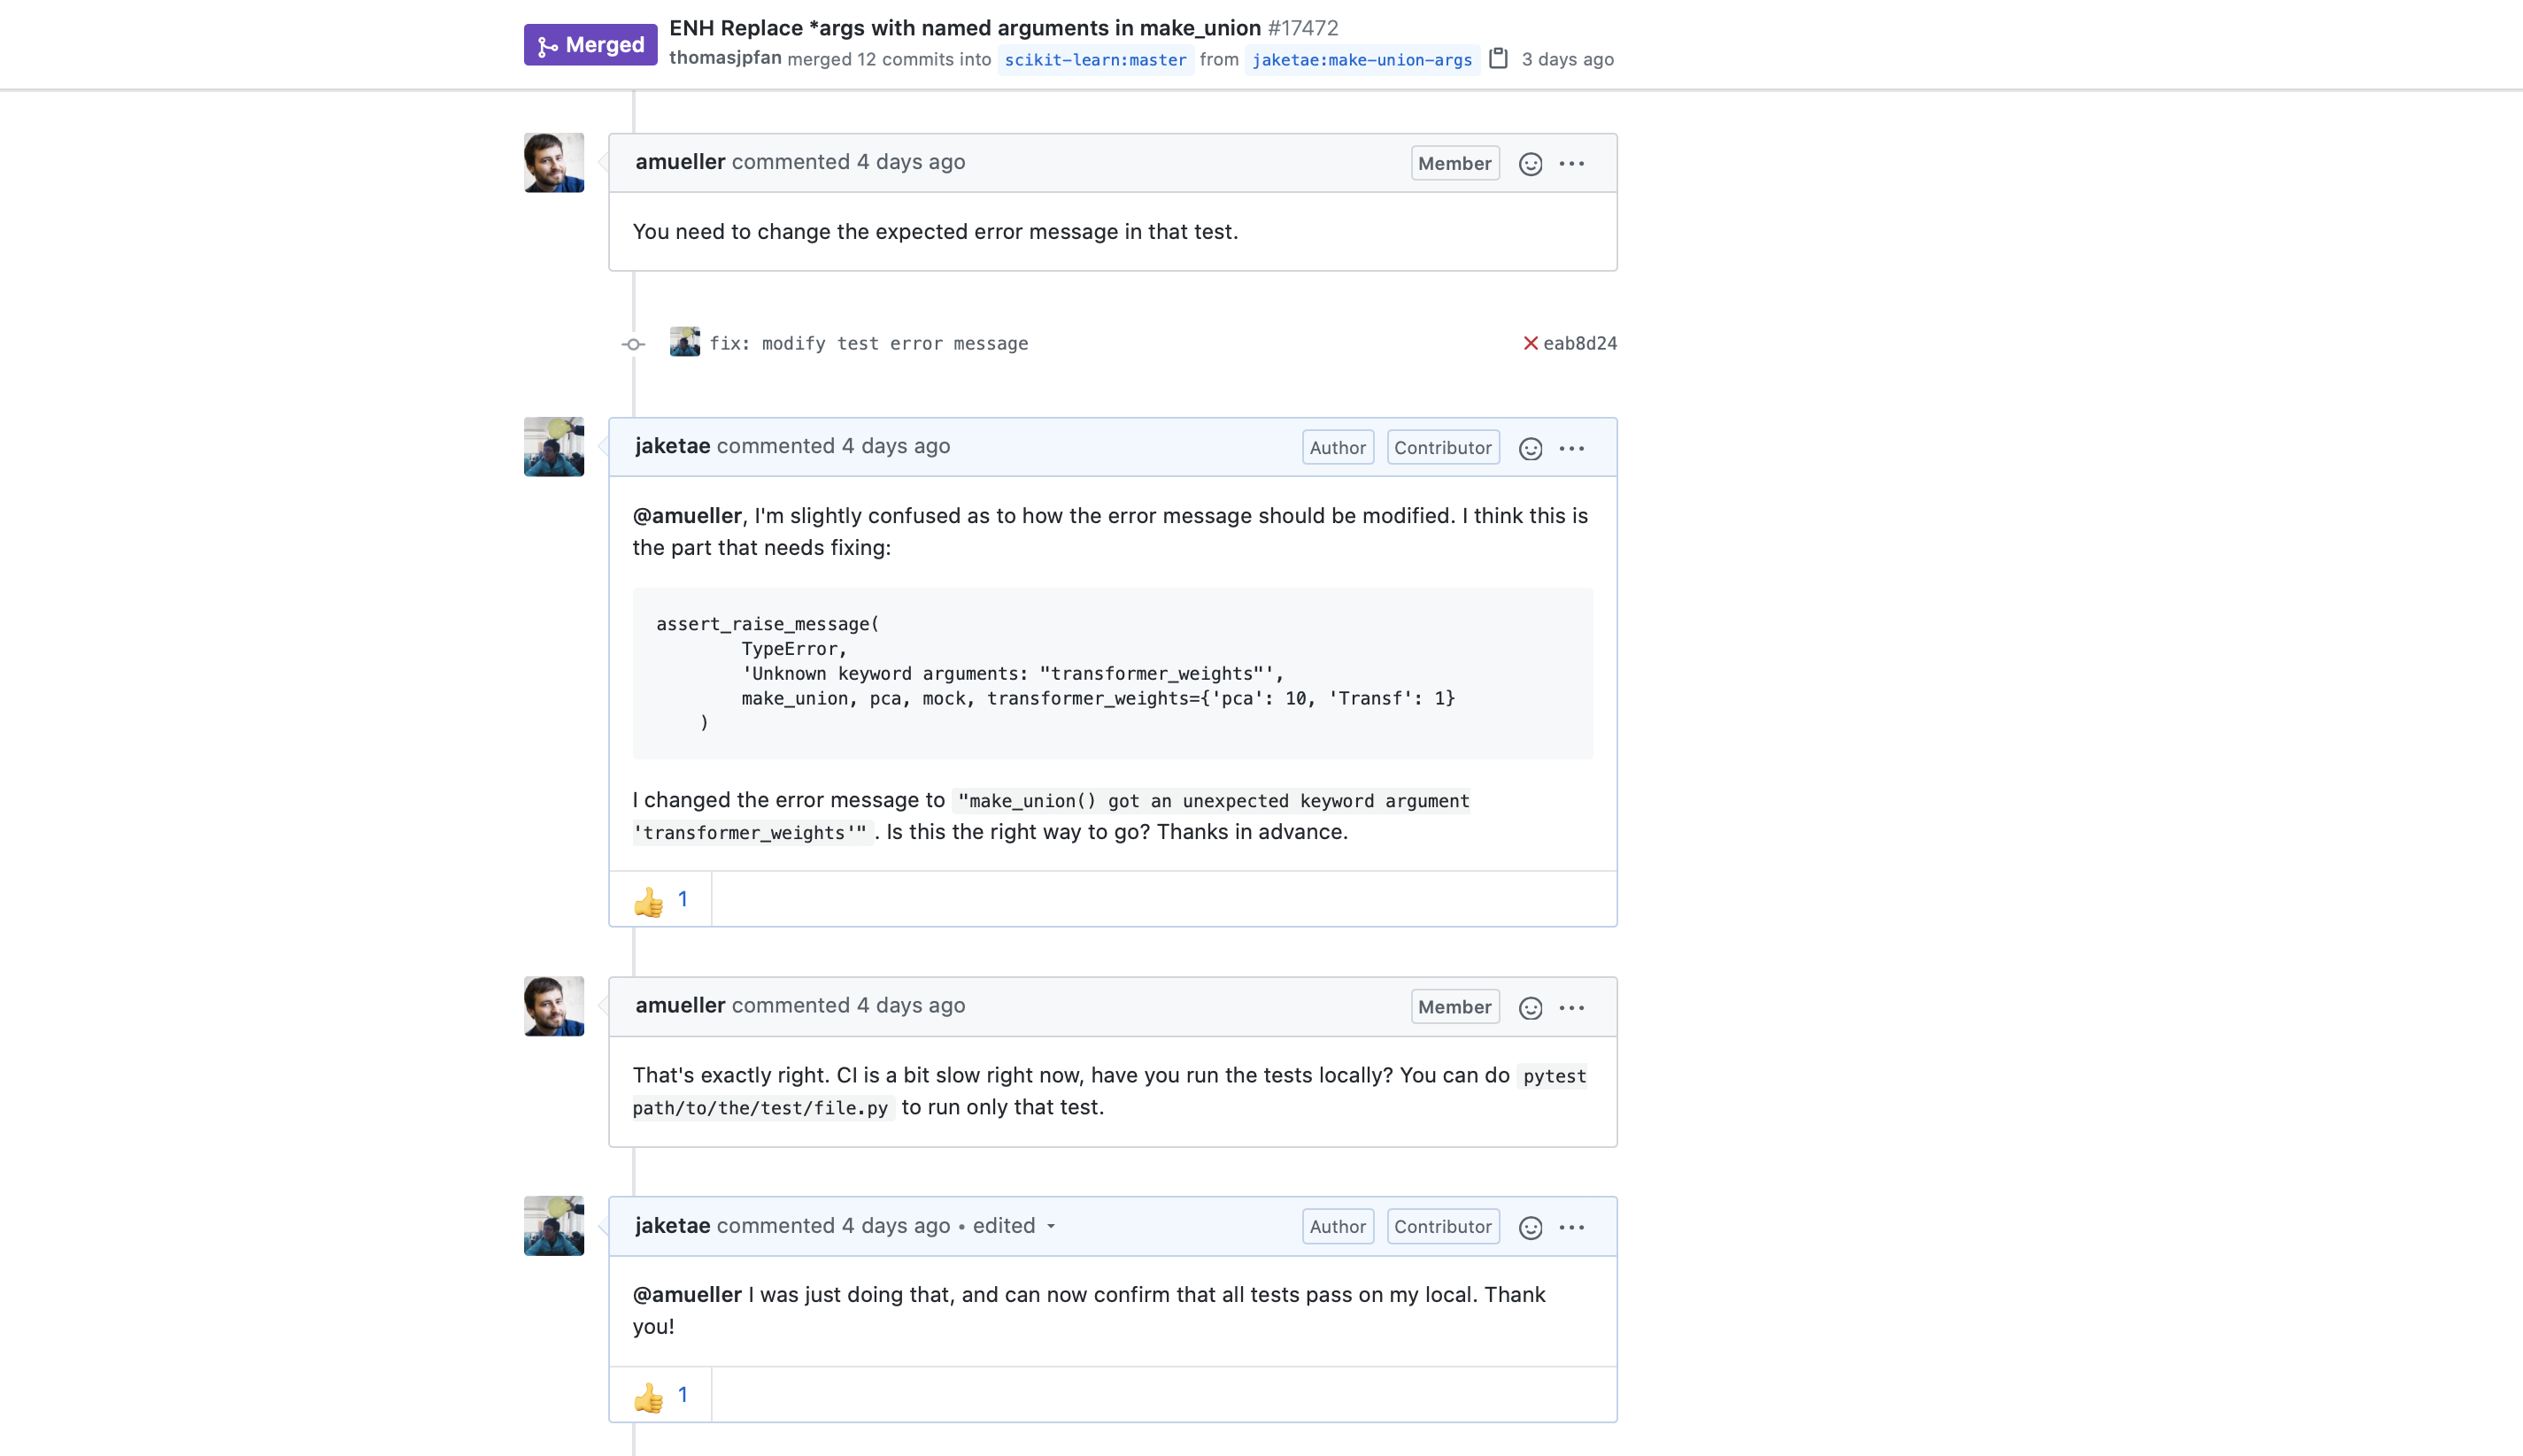 Merged
ENH Replace *args with named arguments in make_union #17472
thomasjpfan merged 12 commits into scikit-learn:master from jaketae:make-union-args 3 days ago
amueller commented 4 days ago Member
You need to change the expected error message in that test.
fix: modify test error message eab8d24
jaketae commented 4 days ago Author Contributor
@amueller, I'm slightly confused as to how the error message should be modified. I think this is
the part that needs fixing:
assert_raise_message(
        TypeError,
        'Unknown keyword arguments: "transformer_weights"',
        make_union, pca, mock, transformer_weights={'pca': 10, 'Transf': 1}
    )
I changed the error message to "make_union() got an unexpected keyword argument
'transformer_weights'" . Is this the right way to go? Thanks in advance.
👍 1
amueller commented 4 days ago Member
That's exactly right. CI is a bit slow right now, have you run the tests locally? You can do pytest
path/to/the/test/file.py to run only that test.
jaketae commented 4 days ago • edited Author Contributor
@amueller I was just doing that, and can now confirm that all tests pass on my local. Thank
you!
👍 1